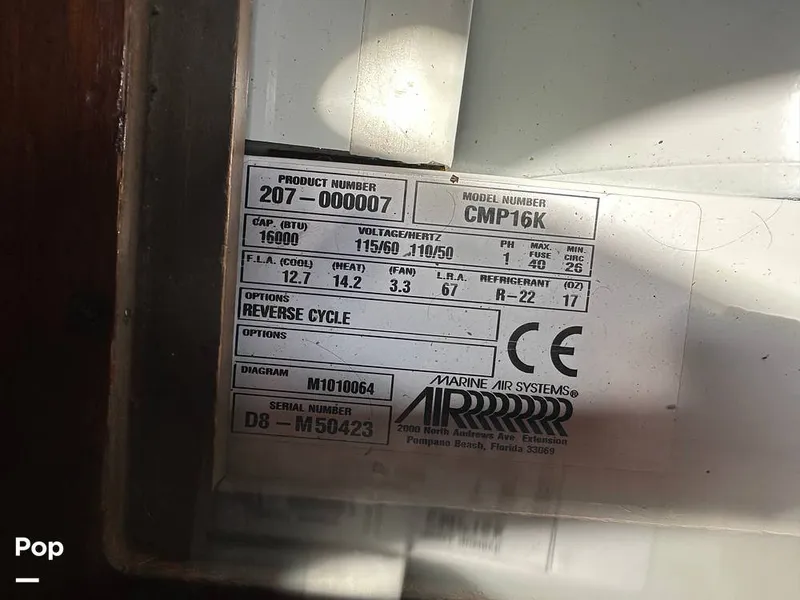 PRODUCT NUMBER
207-000007
MODEL NUMBER
CMP16K
CAP. (BTU)
16000
VOLTAGE/HERTZ
115/60 110/50
PH
1
MAX. FUSE
40
MIN. CIRC
26
F.L.A. (COOL)
12.7
(HEAT)
14.2
(FAN)
3.3
L.R.A.
67
REFRIGERANT
R-22
(OZ)
17
OPTIONS
REVERSE CYCLE
OPTIONS
CE
DIAGRAM
M1010064
MARINE AIR SYSTEMS®
AIR
SERIAL NUMBER
D8-M50423
2000 North Andrews Ave. Extension
Pompano Beach, Florida 33069
Pop